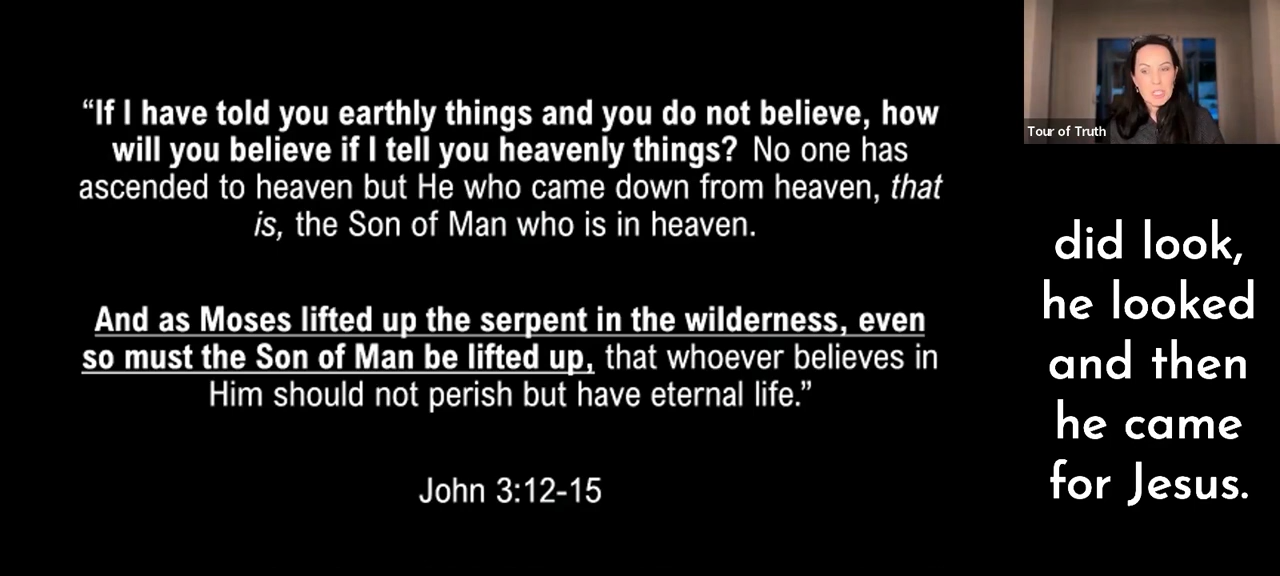 “If I have told you earthly things and you do not believe, how
will you believe if I tell you heavenly things? No one has
ascended to heaven but He who came down from heaven, that
is, the Son of Man who is in heaven.
And as Moses lifted up the serpent in the wilderness, even
so must the Son of Man be lifted up, that whoever believes in
Him should not perish but have eternal life.”
John 3:12-15
Tour of Truth
did look,
he looked
and then
he came
for Jesus.